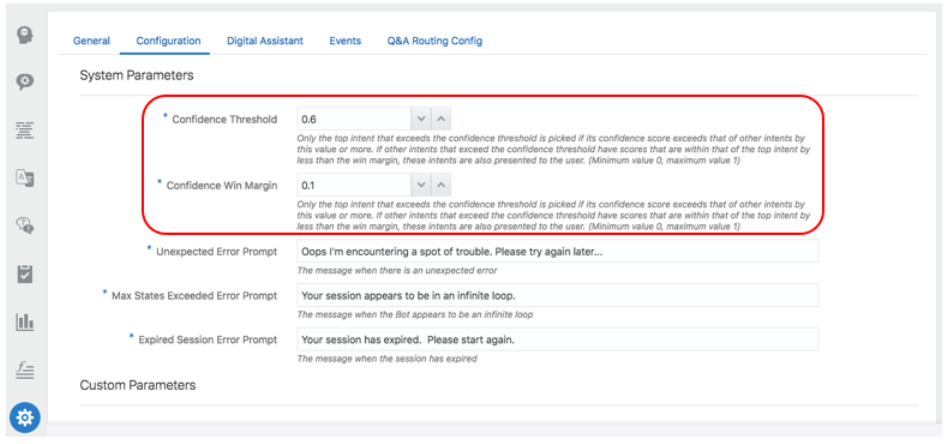 General Configuration Digital Assistant Events Q&A Routing Config
System Parameters
* Confidence Threshold 0.6
Only the top intent that exceeds the confidence threshold is picked if its confidence score exceeds that of other intents by
this value or more. If other intents that exceed the confidence threshold have scores that are within that of the top intent by
less than the win margin, these intents are also presented to the user. (Minimum value 0, maximum value 1)
* Confidence Win Margin 0.1
Only the top intent that exceeds the confidence threshold is picked if its confidence score exceeds that of other intents by
this value or more. If other intents that exceed the confidence threshold have scores that are within that of the top intent by
less than the win margin, these intents are also presented to the user. (Minimum value 0, maximum value 1)
* Unexpected Error Prompt Oops I'm encountering a spot of trouble. Please try again later...
The message when there is an unexpected error
* Max States Exceeded Error Prompt Your session appears to be in an infinite loop.
The message when the Bot appears to be an infinite loop
* Expired Session Error Prompt Your session has expired. Please start again.
The message when the session has expired
Custom Parameters